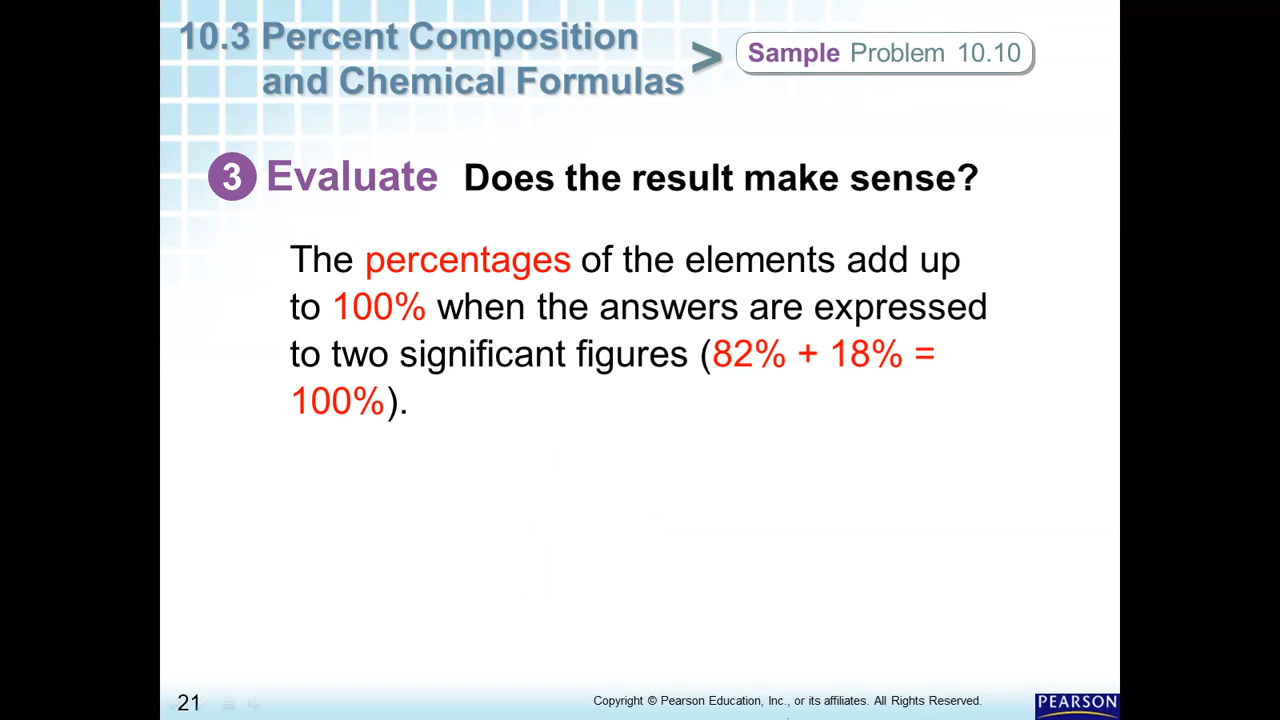 10.3 Percent Composition
and Chemical Formulas >
Sample Problem 10.10
3 Evaluate Does the result make sense?
The percentages of the elements add up
to 100% when the answers are expressed
to two significant figures (82% + 18% =
100%).
21
Copyright © Pearson Education, Inc., or its affiliates. All Rights Reserved.
PEARSON